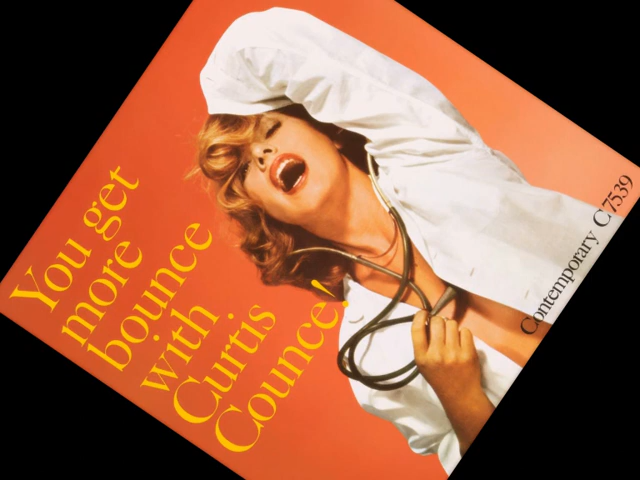 You get
more
bounce
with
Curtis
Counce!
Contemporary C7539